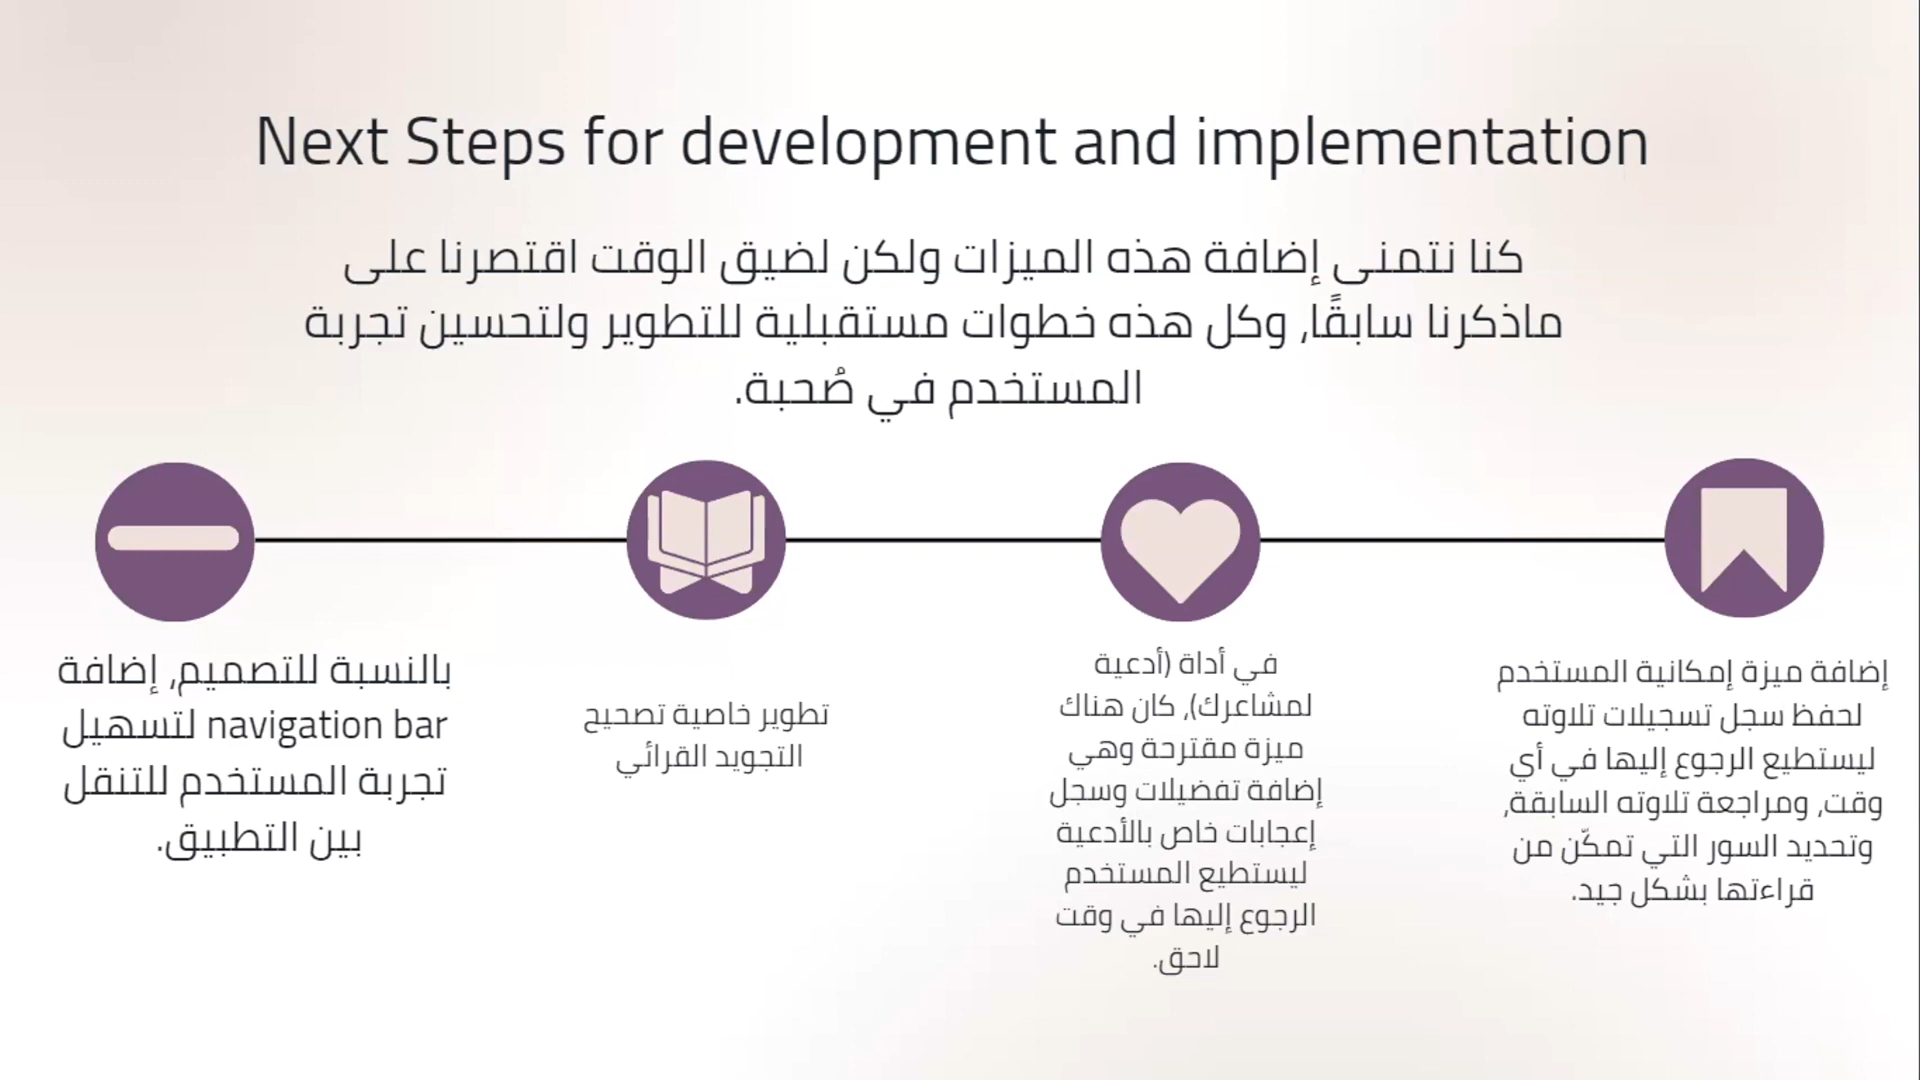 Next Steps for development and implementation
كنا نتمنى إضافة هذه الميزات ولكن لضيق الوقت اقتصرنا على
ماذكرنا سابقًا, وكل هذه خطوات مستقبلية للتطوير ولتحسين تجربة
المستخدم في صُحبة.
إضافة ميزة إمكانية المستخدم
لحفظ سجل تسجيلات تلاوته
ليستطيع الرجوع إليها في أي
وقت, ومراجعة تلاوته السابقة,
وتحديد السور التي تمكّن من
قراءتها بشكل جيد.
في أداة (أدعية
لمشاعرك), كان هناك
ميزة مقترحة وهي
إضافة تفضيلات وسجل
إعجابات خاص بالأدعية
ليستطيع المستخدم
الرجوع إليها في وقت
لاحق.
تطوير خاصية تصحيح
التجويد القرائي
بالنسبة للتصميم, إضافة
navigation bar لتسهيل
تجربة المستخدم للتنقل
بين التطبيق.